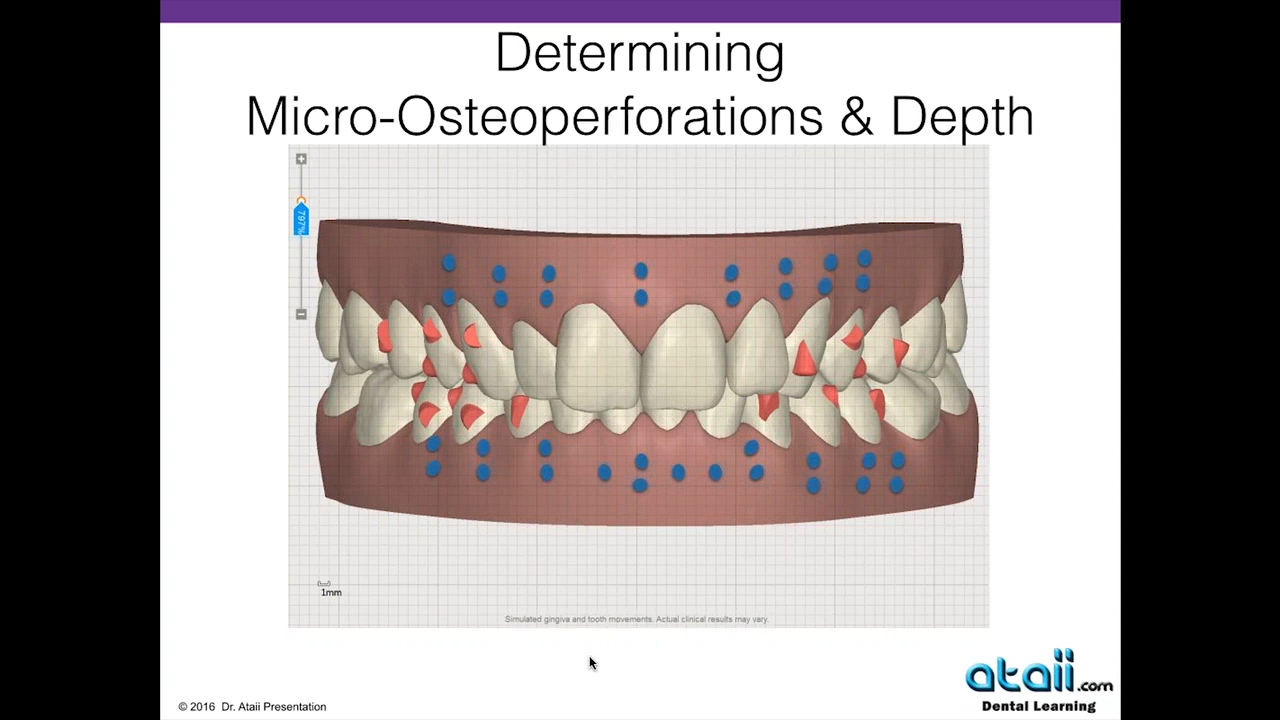 Determining
Micro-Osteoperforations & Depth
+
797%
-
1mm
Simulated gingiva and tooth movements. Actual clinical results may vary.
ataii.com
Dental Learning
© 2016 Dr. Ataii Presentation